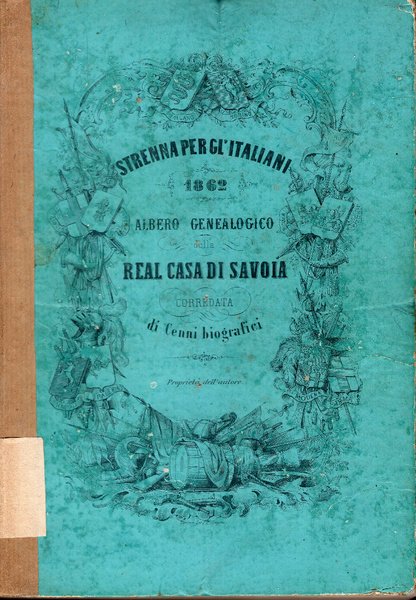 STRENNA PER GL'ITALIANI
1862
ALBERO GENEALOGICO
della
REAL CASA DI SAVOIA
CORREDATA
di Cenni biografici
Proprietà dell'autore